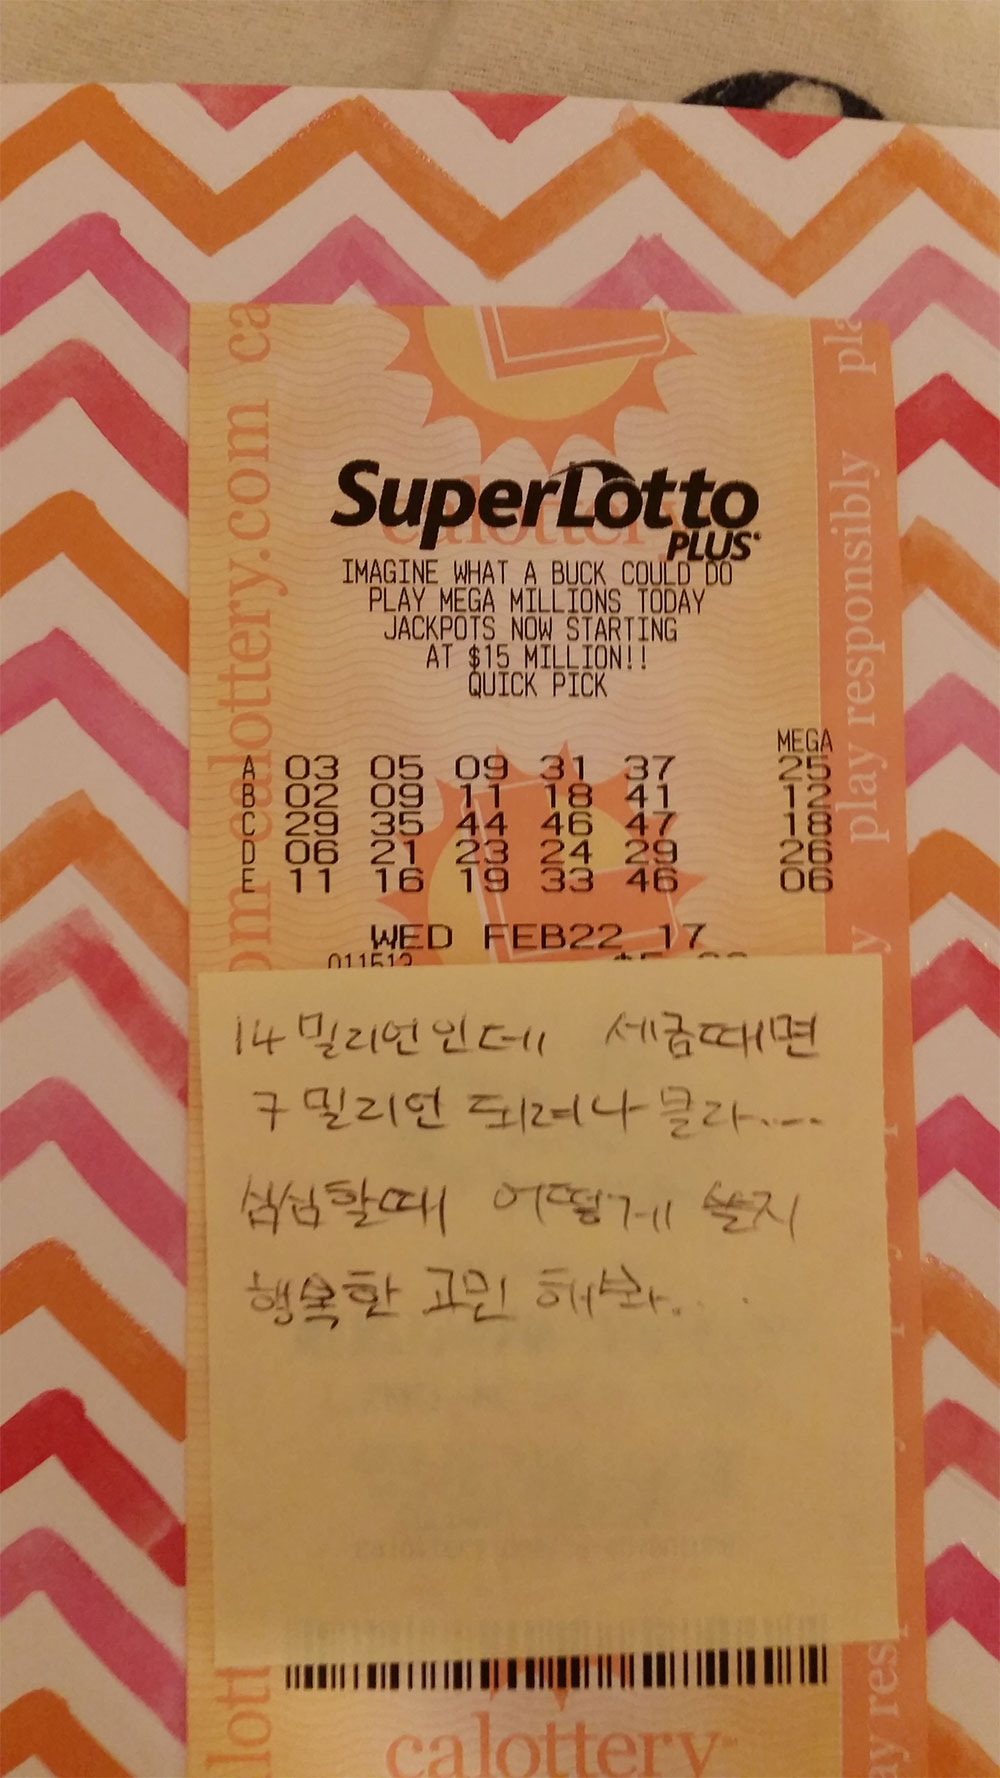 SuperLotto
PLUS
IMAGINE WHAT A BUCK COULD DO
PLAY MEGA MILLIONS TODAY
JACKPOTS NOW STARTING
AT $15 MILLION!!
QUICK PICK
MEGA
A 03 05 09 31 37 25
B 02 09 11 18 41 12
C 29 35 44 46 47 18
D 06 21 23 24 29 26
E 11 16 19 33 46 06
WED FEB22 17
011512
14밀리언인데 세금떼면
7 밀리언 되려나 몰라....
심심할때 어떻게 쓸지
행복한 고민 해봐...
calottery
calottery.com
play responsibly